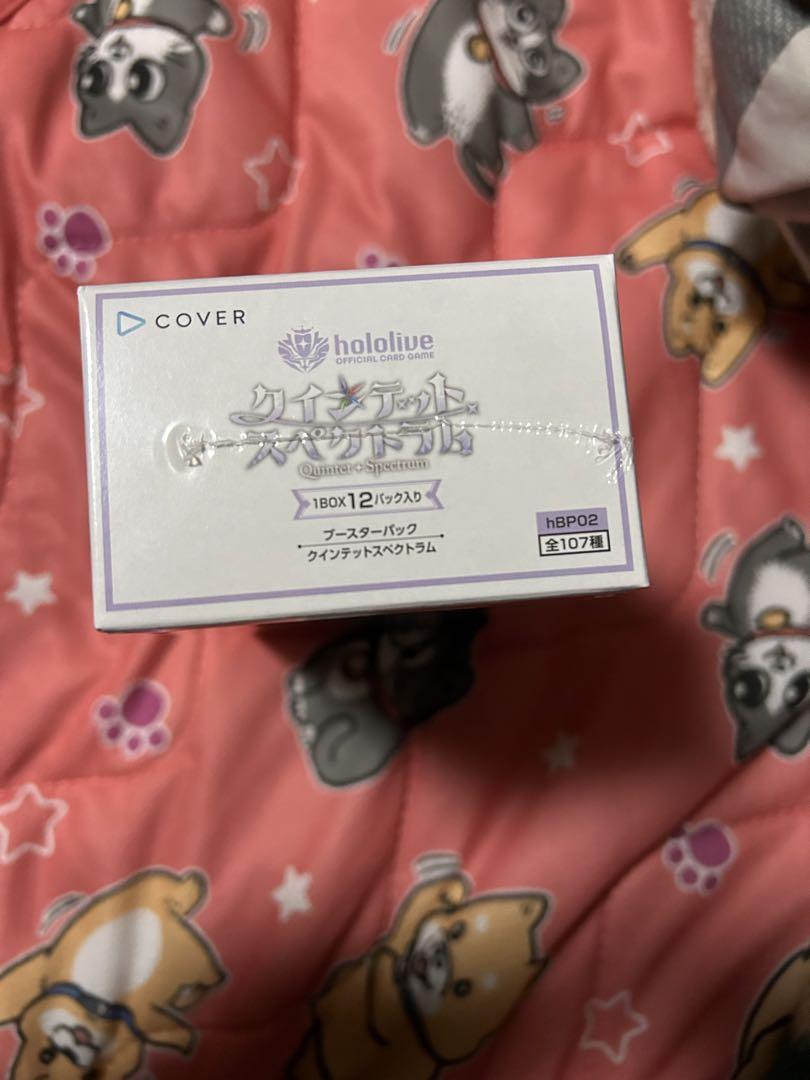 COVER
hololive
OFFICIAL CARD GAME
クインテット
スペクトラム
Quintet Spectrum
1BOX12パック入り
ブースターパック
クインテットスペクトラム
hBP02
全107種